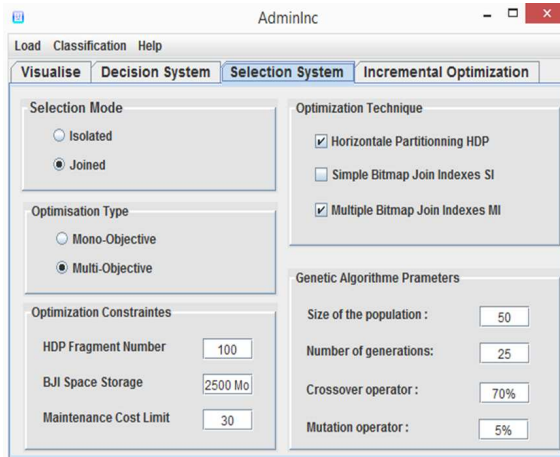 AdminInc
Load Classification Help
Visualise Decision System Selection System Incremental Optimization
Selection Mode
Isolated
Joined
Optimisation Type
Mono-Objective
Multi-Objective
Optimization Constraintes
HDP Fragment Number 100
BJI Space Storage 2500 Mo
Maintenance Cost Limit 30
Optimization Technique
Horizontale Partitionning HDP
Simple Bitmap Join Indexes SI
Multiple Bitmap Join Indexes MI
Genetic Algorithme Prameters
Size of the population : 50
Number of generations: 25
Crossover operator : 70%
Mutation operator : 5%